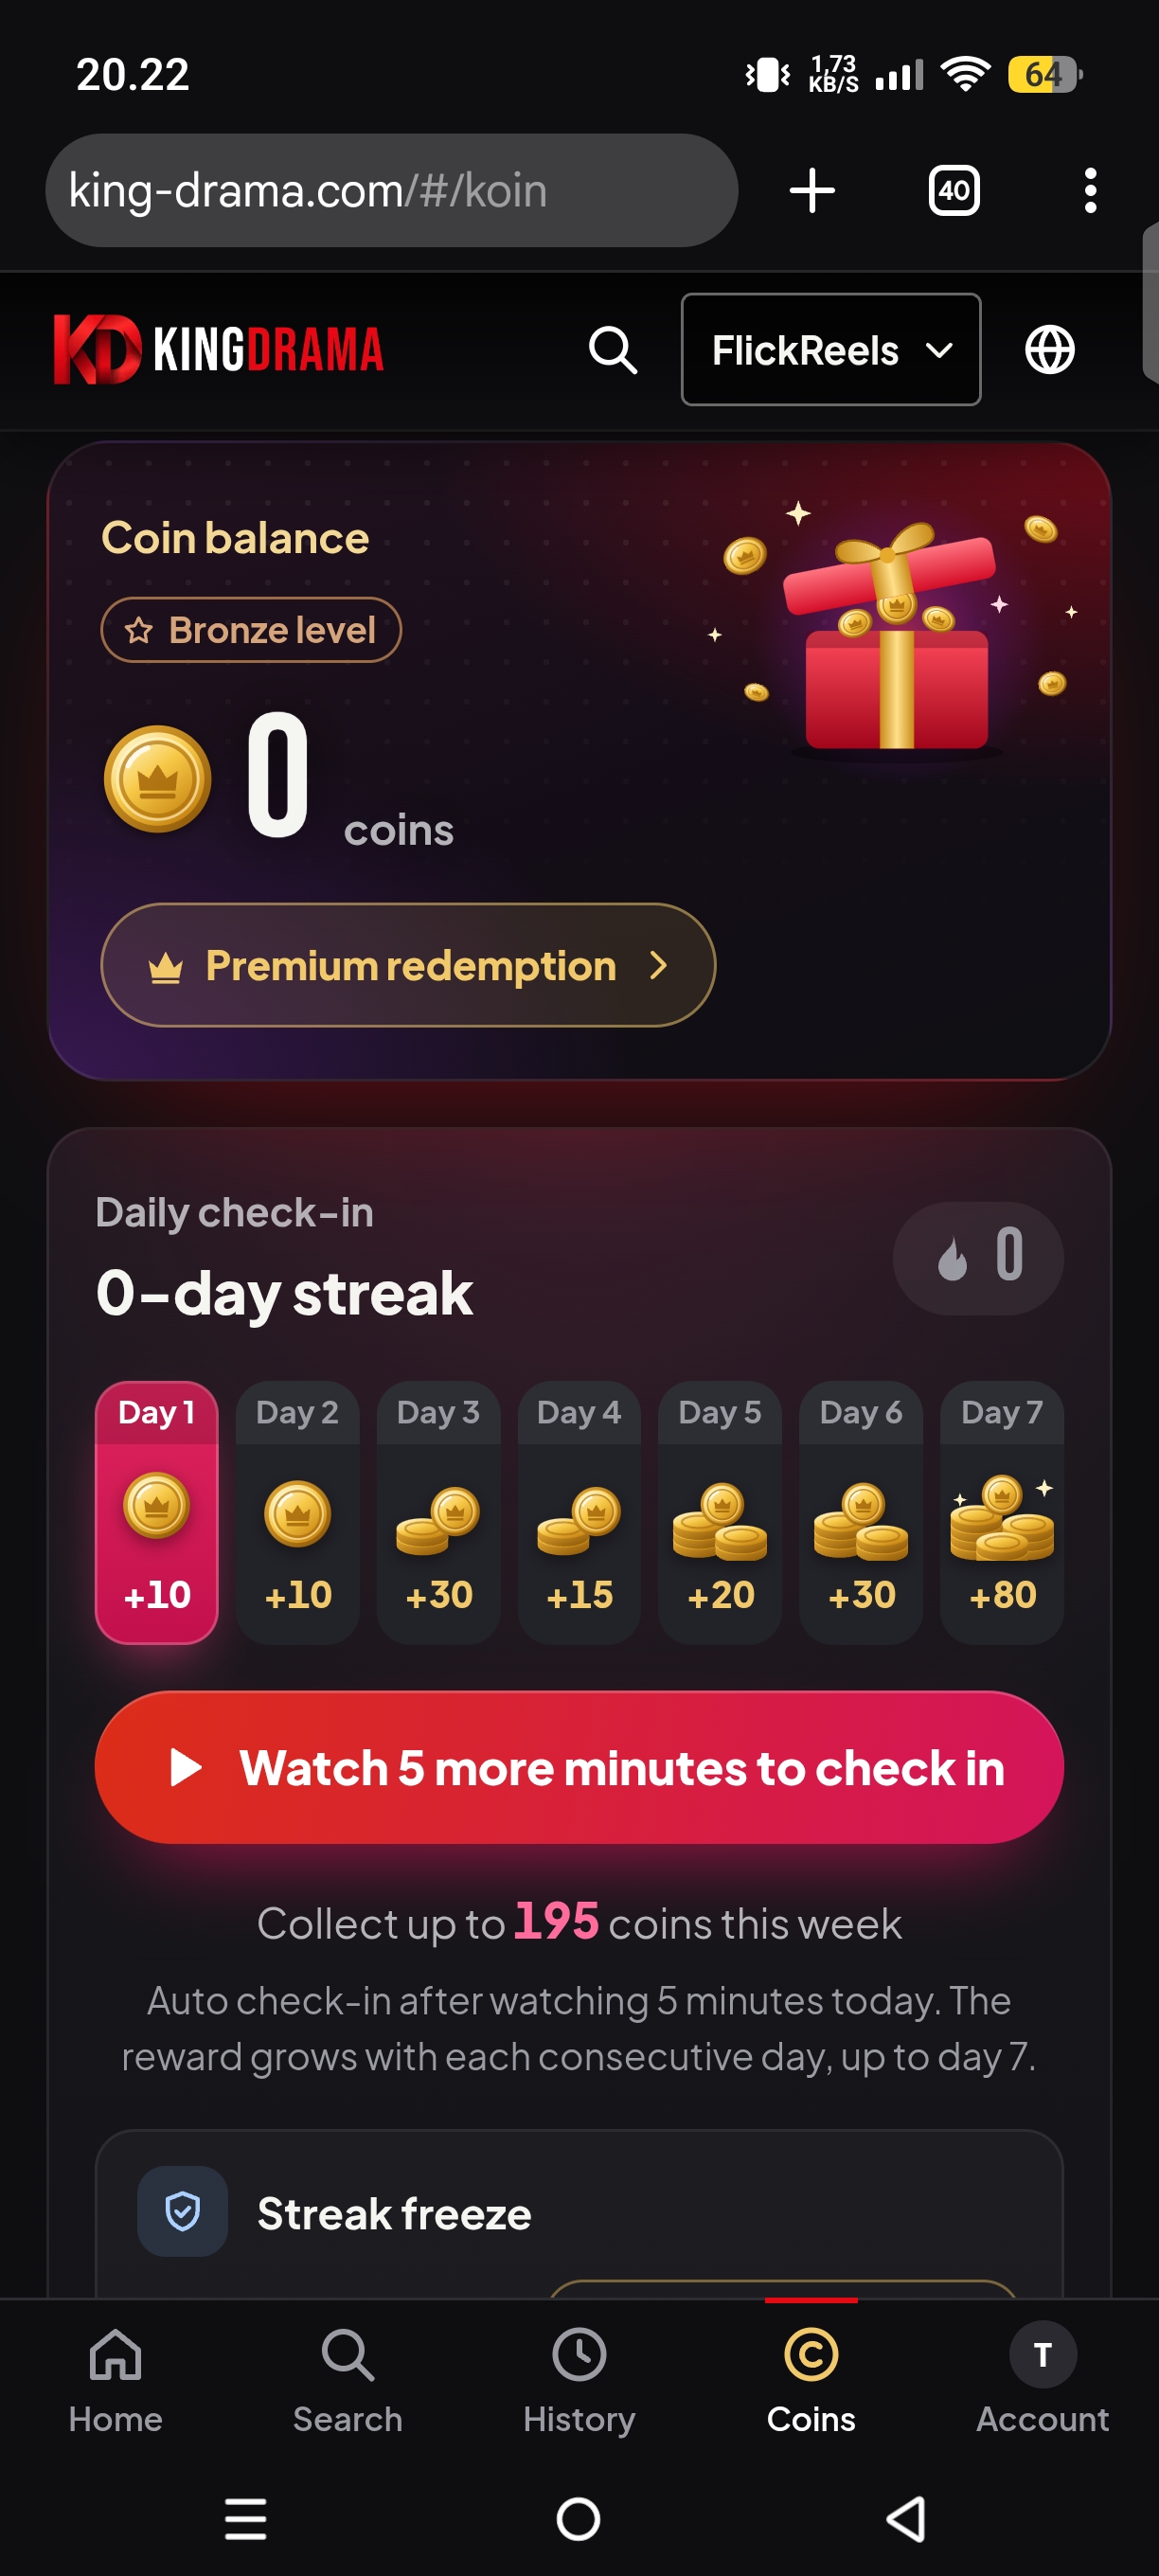 20.22
1,73
KB/S
64
king-drama.com/#/koin
40
KD KINGDRAMA
FlickReels
Coin balance
Bronze level
0 coins
Premium redemption
Daily check-in
0-day streak
0
Day 1 Day 2 Day 3 Day 4 Day 5 Day 6 Day 7
+10 +10 +30 +15 +20 +30 +80
Watch 5 more minutes to check in
Collect up to 195 coins this week
Auto check-in after watching 5 minutes today. The
reward grows with each consecutive day, up to day 7.
Streak freeze
T
Home Search History Coins Account